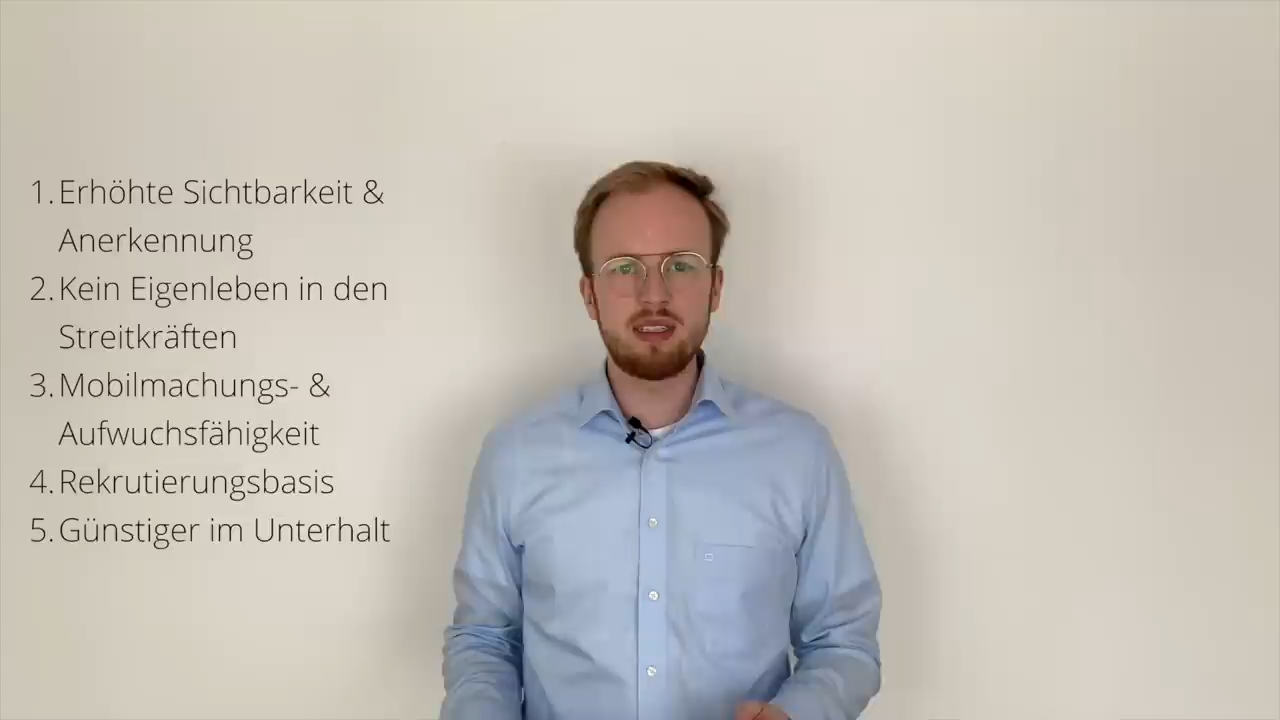 1. Erhöhte Sichtbarkeit &
Anerkennung
2. Kein Eigenleben in den
Streitkräften
3. Mobilmachungs- &
Aufwuchsfähigkeit
4. Rekrutierungsbasis
5. Günstiger im Unterhalt